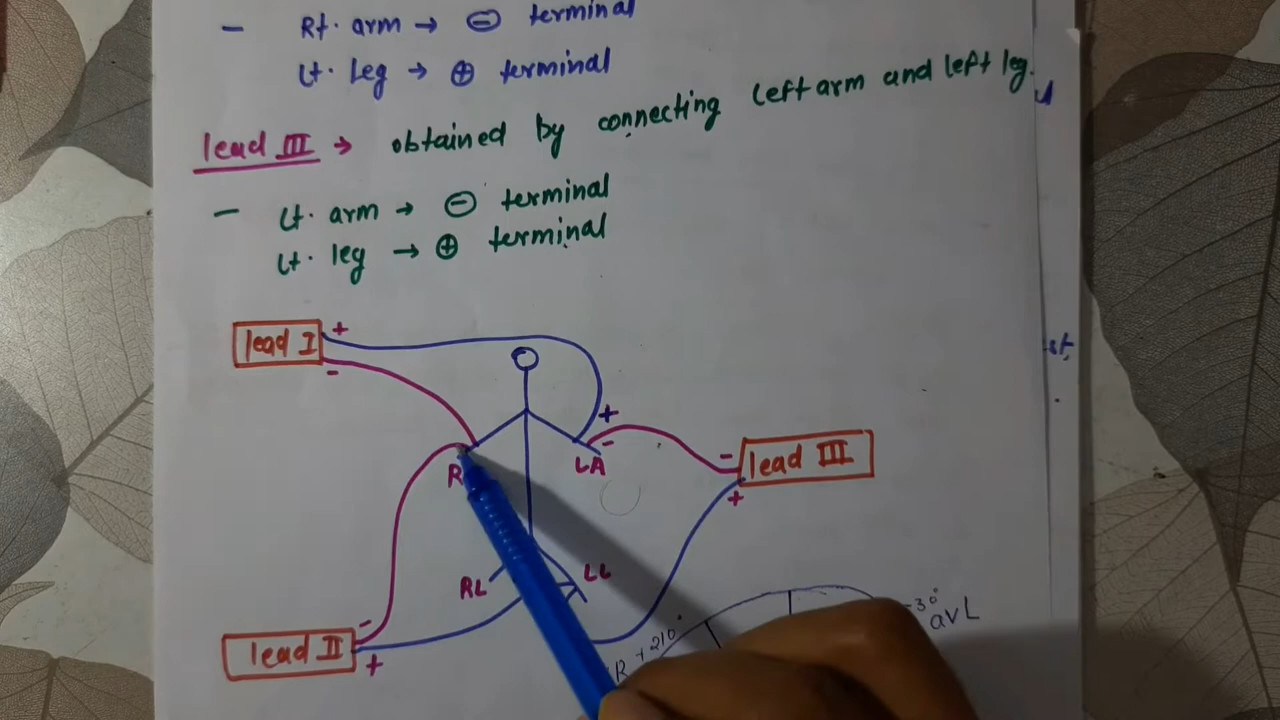 - Rt. arm → ⊖ terminal
Lt. Leg → ⊕ terminal
lead III → obtained by connecting Left arm and left leg.
- Lt. arm → ⊖ terminal
Lt. leg → ⊕ terminal
lead I
+
-
+
-
LA
-
lead III
+
R
RL
LL
-
lead II
+
R +210°
-30°
avL
st.